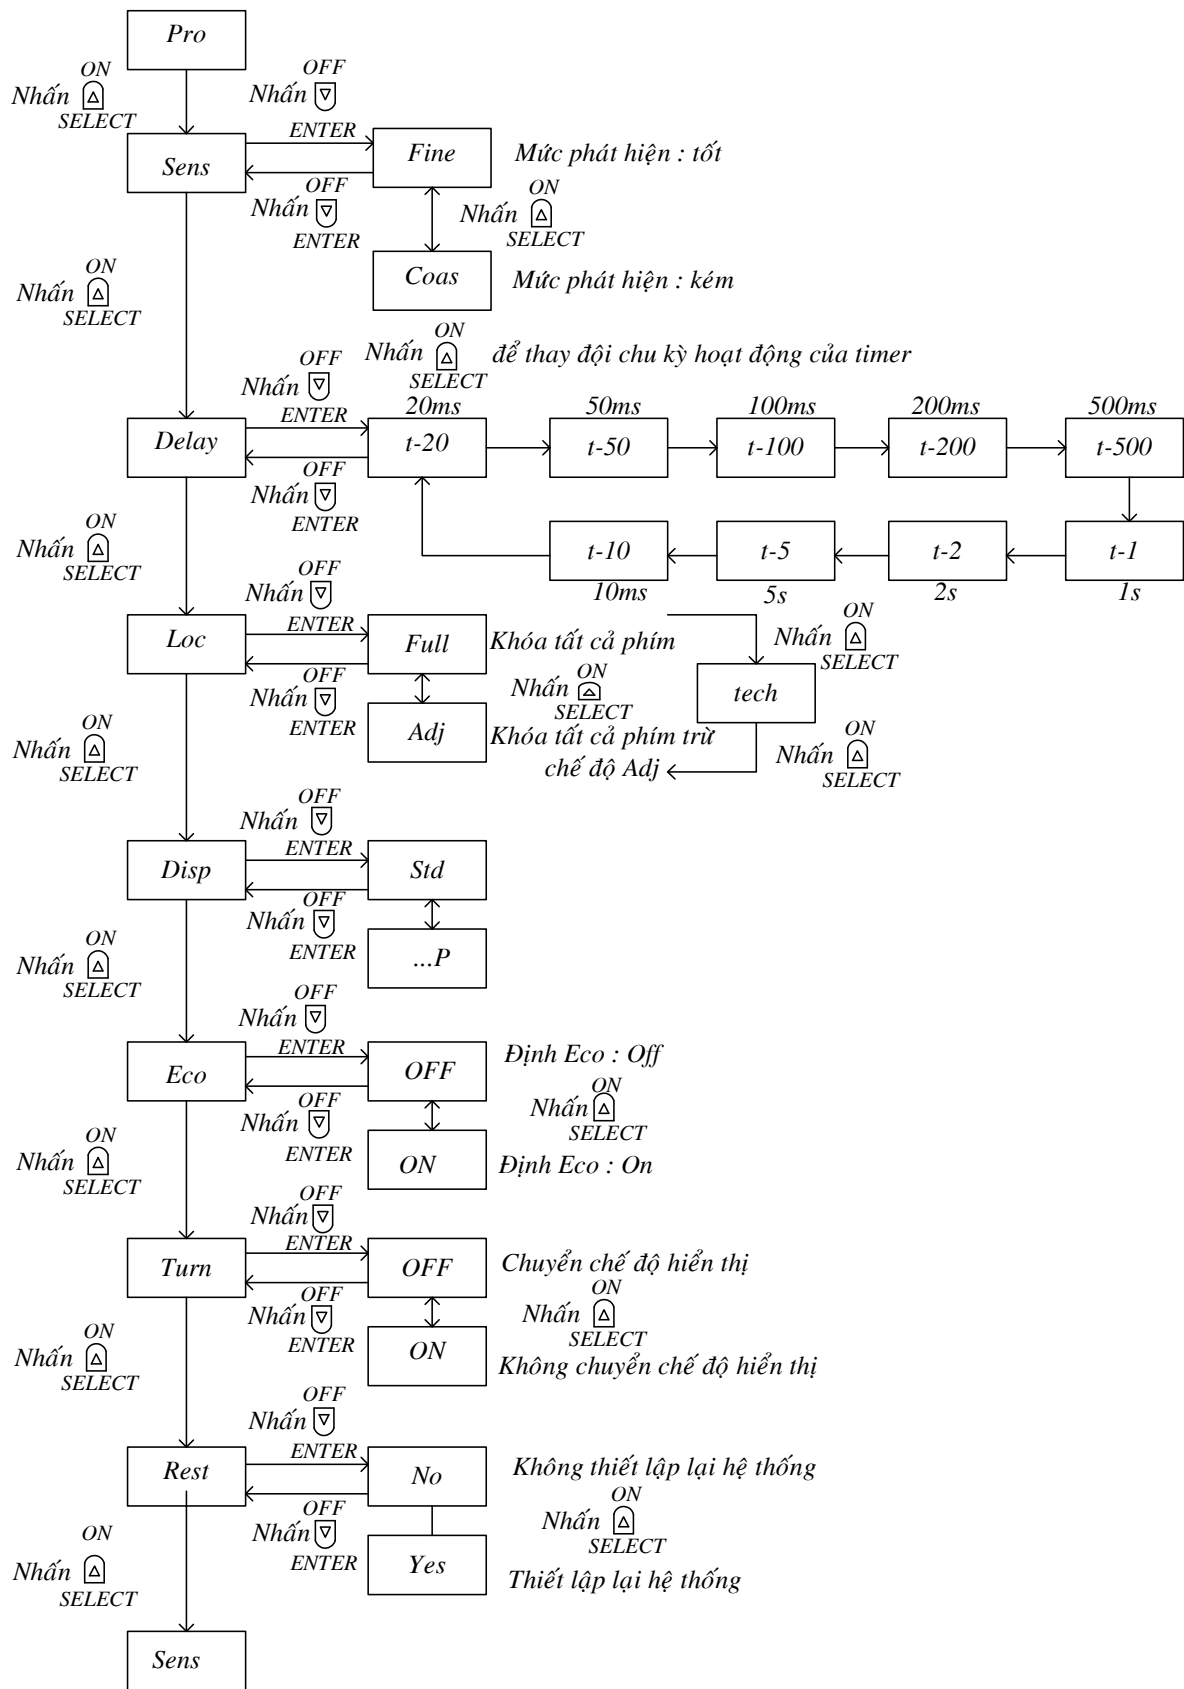 Pro
ON
Nhấn
SELECT
OFF
Nhấn
ENTER
Sens
Fine
Mức phát hiện : tốt
OFF
Nhấn
ENTER
ON
Nhấn
SELECT
Coas
Mức phát hiện : kém
ON
Nhấn
SELECT
ON
Nhấn
SELECT
để thay đổi chu kỳ hoạt động của timer
OFF
Nhấn
ENTER
20ms
50ms
100ms
200ms
500ms
Delay
t-20
t-50
t-100
t-200
t-500
OFF
Nhấn
ENTER
ON
Nhấn
SELECT
t-10
t-5
t-2
t-1
10ms
5s
2s
1s
OFF
Nhấn
ENTER
Loc
Full
Khóa tất cả phím
ON
Nhấn
SELECT
OFF
Nhấn
ENTER
ON
Nhấn
SELECT
tech
Adj
Khóa tất cả phím trừ
chế độ Adj
ON
Nhấn
SELECT
ON
Nhấn
SELECT
OFF
Nhấn
ENTER
Disp
Std
OFF
Nhấn
ENTER
...P
ON
Nhấn
SELECT
OFF
Nhấn
ENTER
Eco
OFF
Định Eco : Off
OFF
Nhấn
ENTER
ON
Nhấn
SELECT
ON
Định Eco : On
ON
Nhấn
SELECT
OFF
Nhấn
ENTER
Turn
OFF
Chuyển chế độ hiển thị
OFF
Nhấn
ENTER
ON
Nhấn
SELECT
ON
Không chuyển chế độ hiển thị
ON
Nhấn
SELECT
OFF
Nhấn
ENTER
Rest
No
Không thiết lập lại hệ thống
OFF
Nhấn
ENTER
ON
Nhấn
SELECT
Yes
Thiết lập lại hệ thống
ON
Nhấn
SELECT
Sens